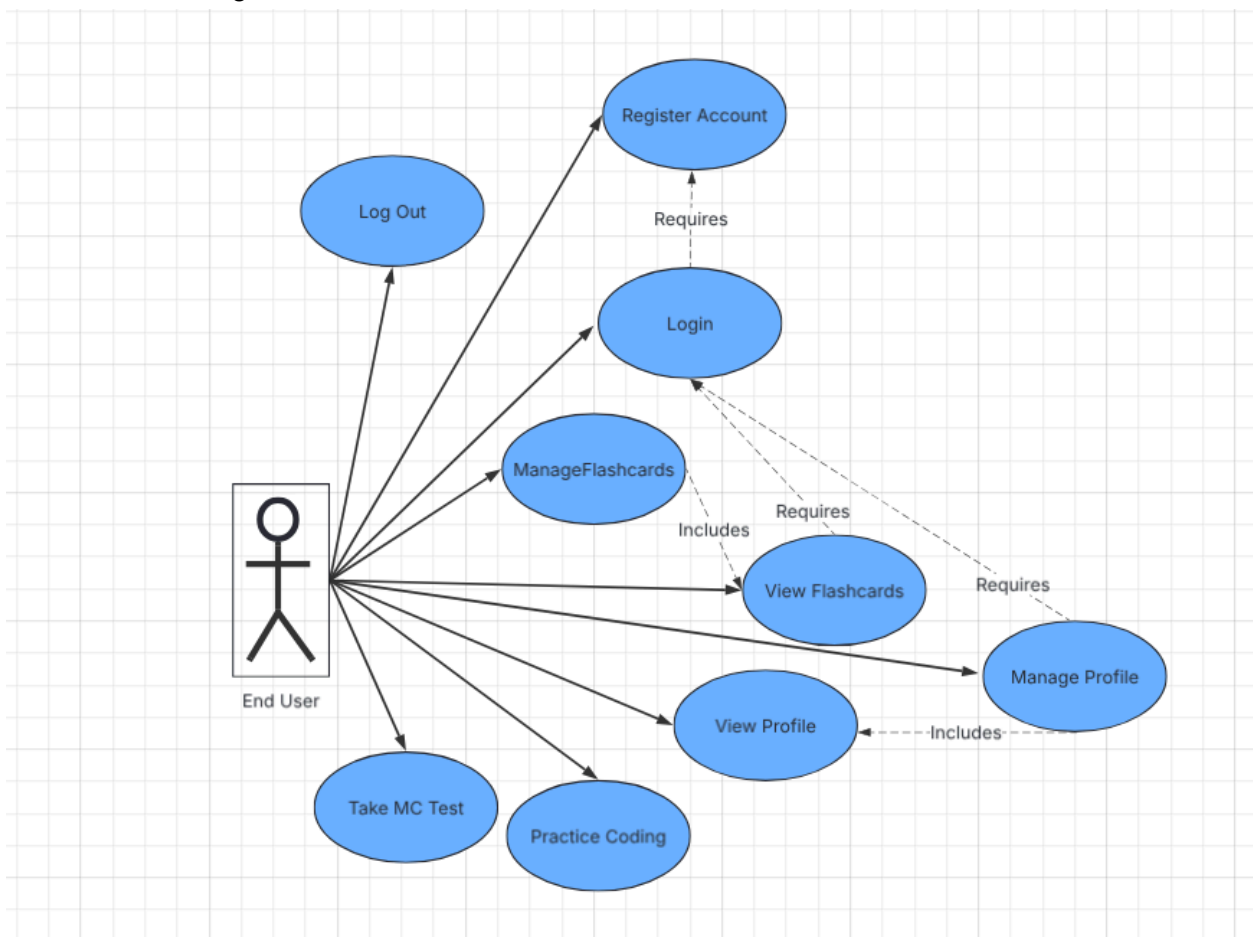 Register Account
Log Out
Requires
Login
ManageFlashcards
Requires
Includes
View Flashcards
Requires
Manage Profile
End User
View Profile
Includes
Take MC Test
Practice Coding